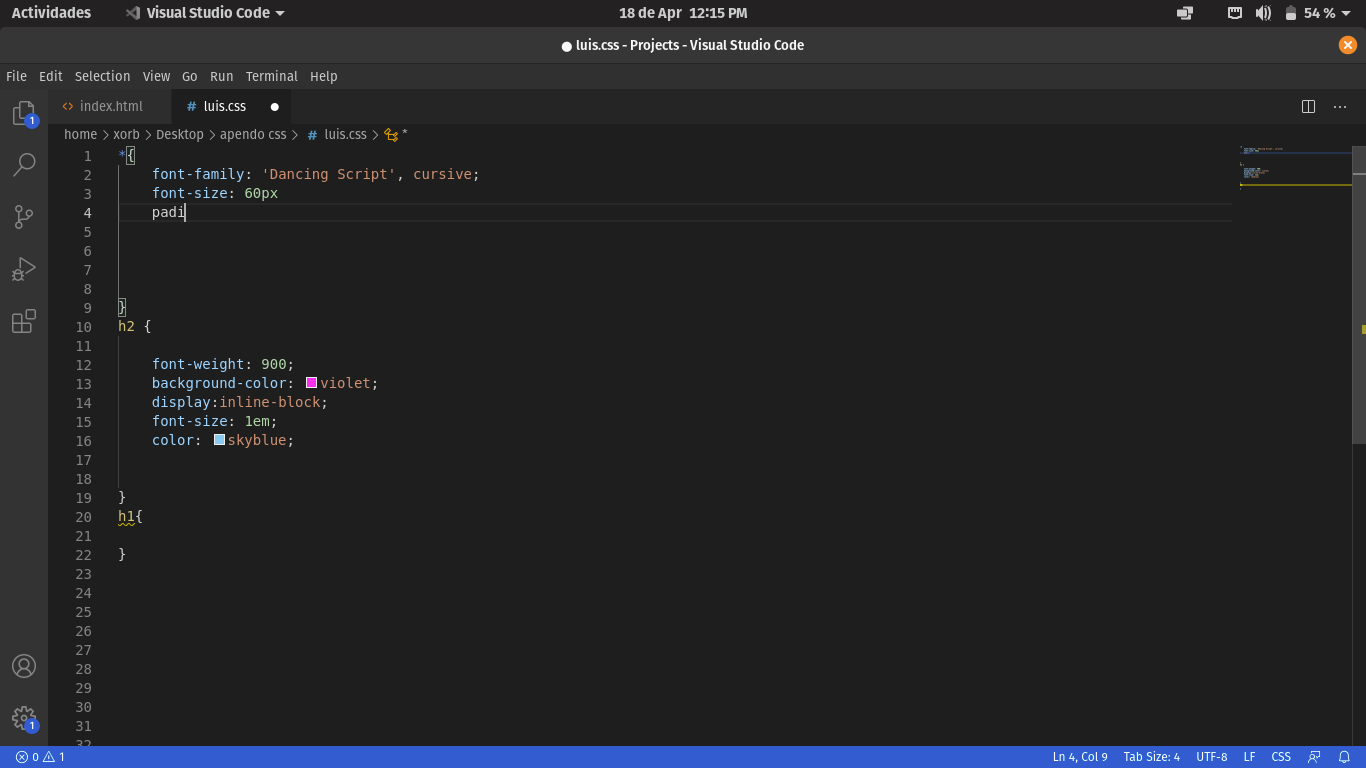 Actividades Visual Studio Code 18 de Apr 12:15 PM 54 %
● luis.css - Projects - Visual Studio Code
File Edit Selection View Go Run Terminal Help
1 <> index.html # luis.css ● ...
home > xorb > Desktop > apendo css > # luis.css > *
1 *{
2 font-family: 'Dancing Script', cursive;
3 font-size: 60px
4 padi
5
6
7
8
9 }
10 h2 {
11
12 font-weight: 900;
13 background-color: violet;
14 display:inline-block;
15 font-size: 1em;
16 color: skyblue;
17
18
19 }
20 h1{
21
22 }
23
24
25
26
27
28
29
30
31
32
1
0 1 Ln 4, Col 9 Tab Size: 4 UTF-8 LF CSS